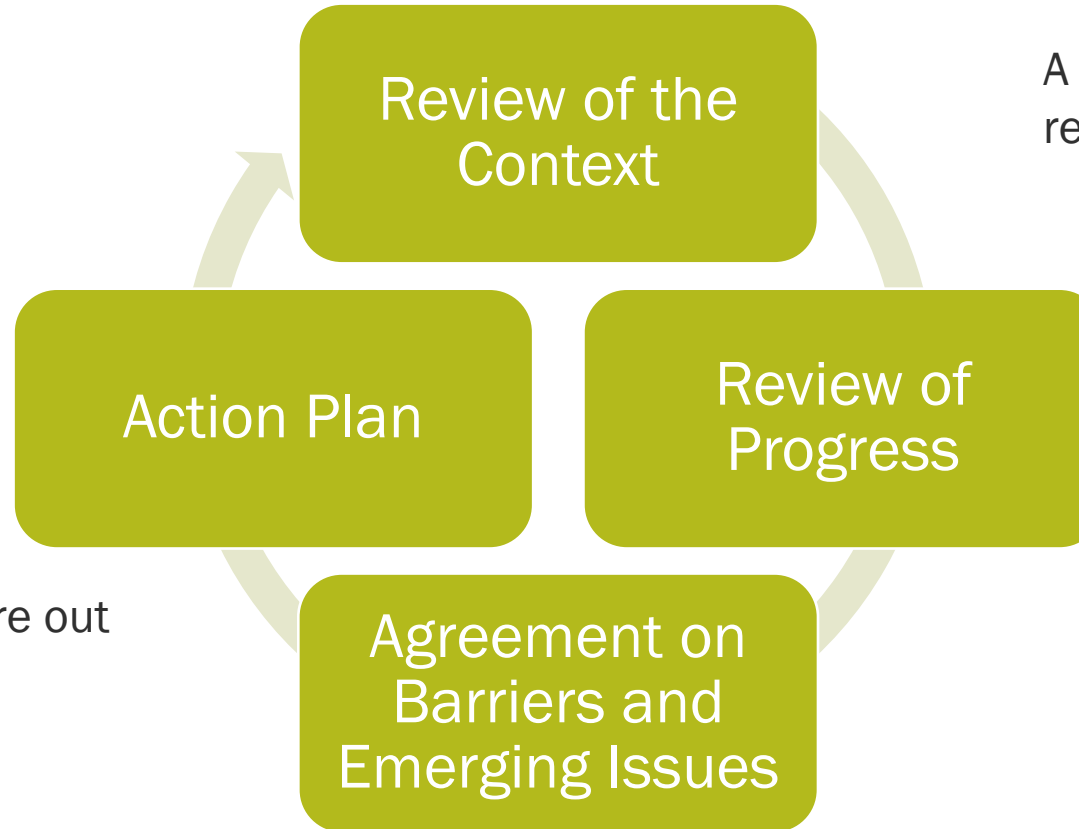 Review of the
Context
A
re
Action Plan
Review of
Progress
re out
Agreement on
Barriers and
Emerging Issues